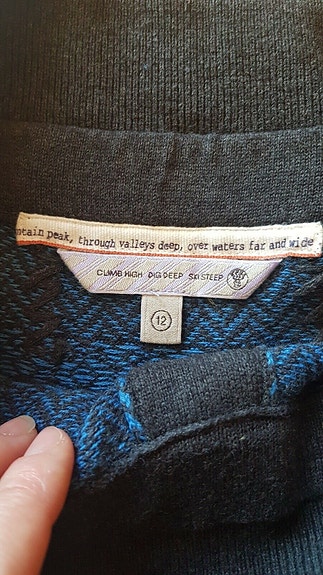 ntain peak, through valleys deep, over waters far and wide
CLIMB HIGH DIG DEEP SKI STEEP
12